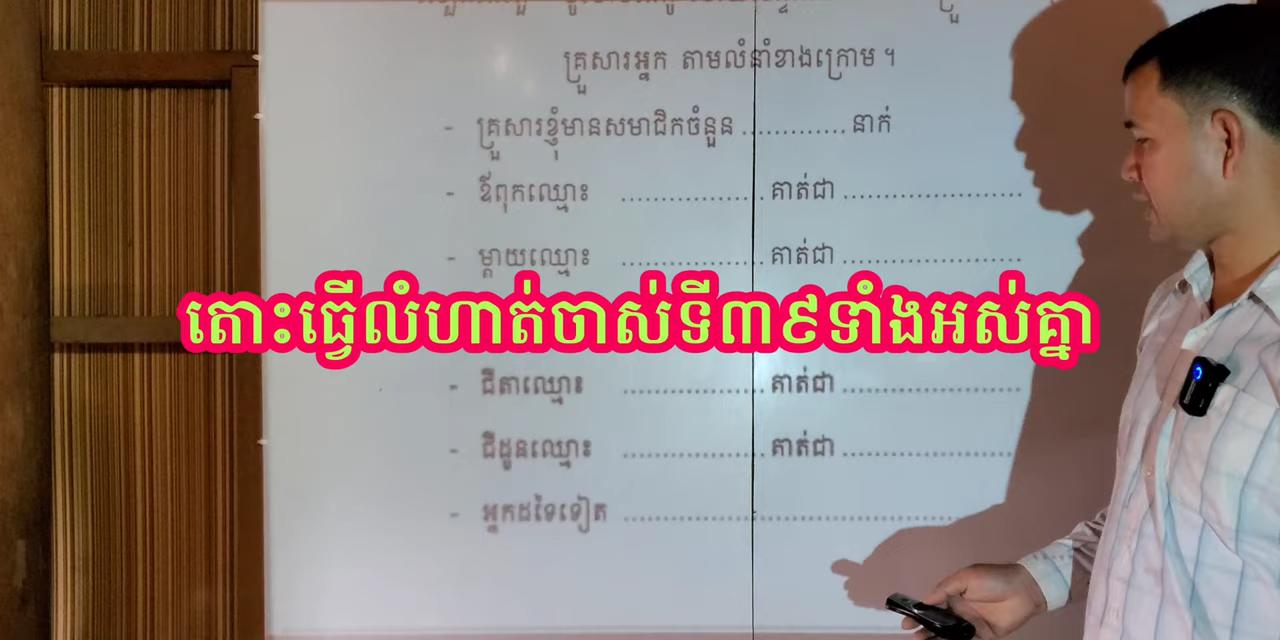 គ្រួសារអ្នក តាមលំនាំខាងក្រោម ។
- គ្រួសារខ្ញុំមានសមាជិកចំនួន ............. នាក់
- ឪពុកឈ្មោះ .................. គាត់ជា .......................
- ម្តាយឈ្មោះ .................. គាត់ជា .......................
តោះធ្វើលំហាត់ចាស់ទី៣៩ទាំងអស់គ្នា
- ជីតាឈ្មោះ .................. គាត់ជា .......................
- ជីដូនឈ្មោះ .................. គាត់ជា .......................
- អ្នកដទៃទៀត ...........................................